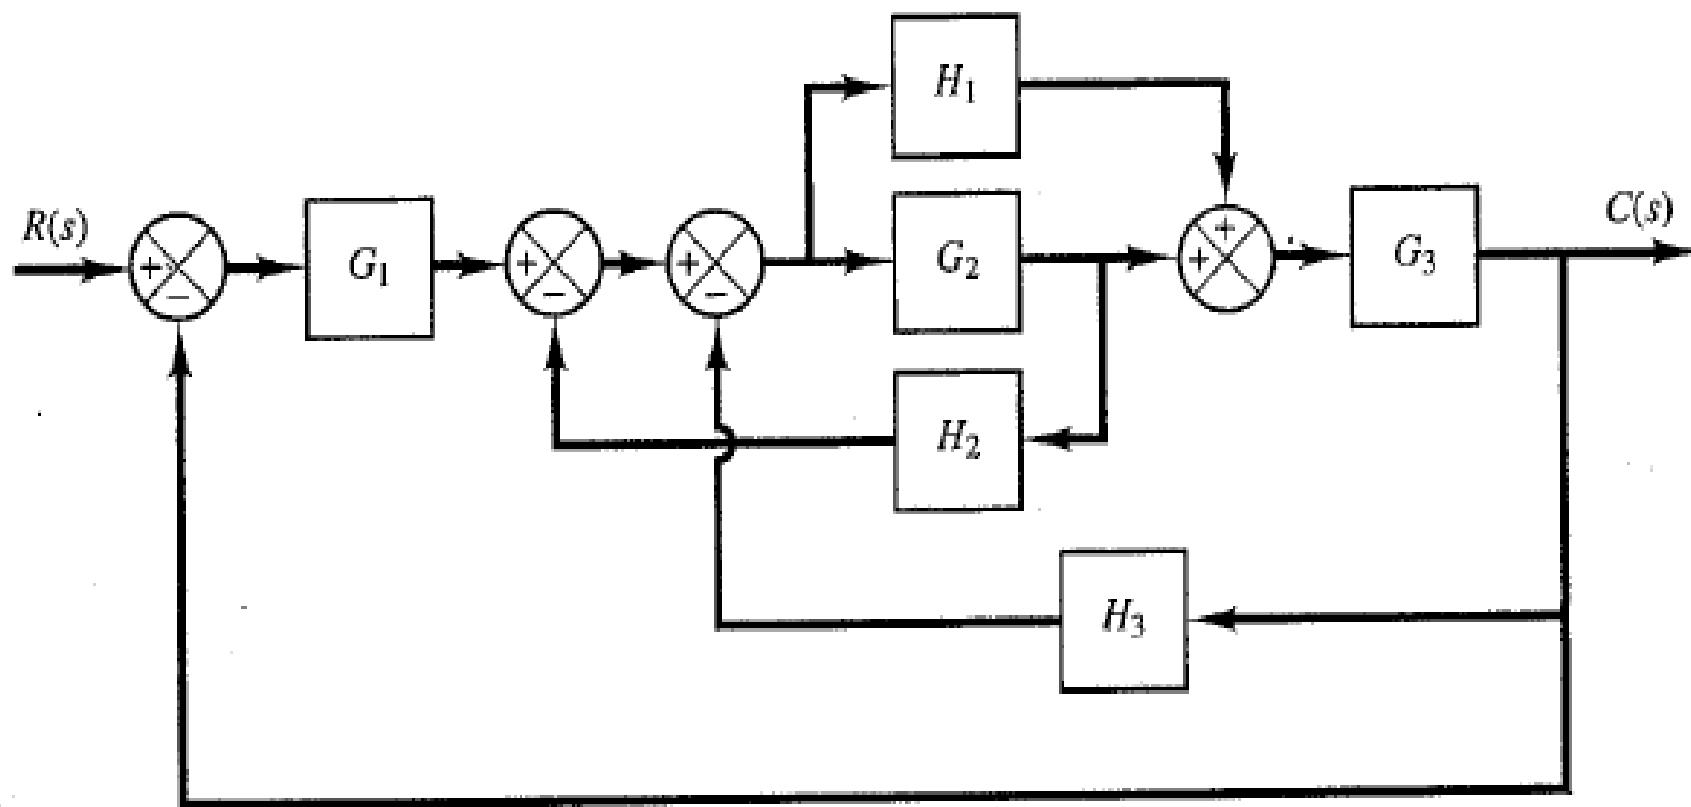 H₁
R(s)
G₁
G₂
G₃
C(s)
H₂
H₃
+
−
+
−
+
−
+
+